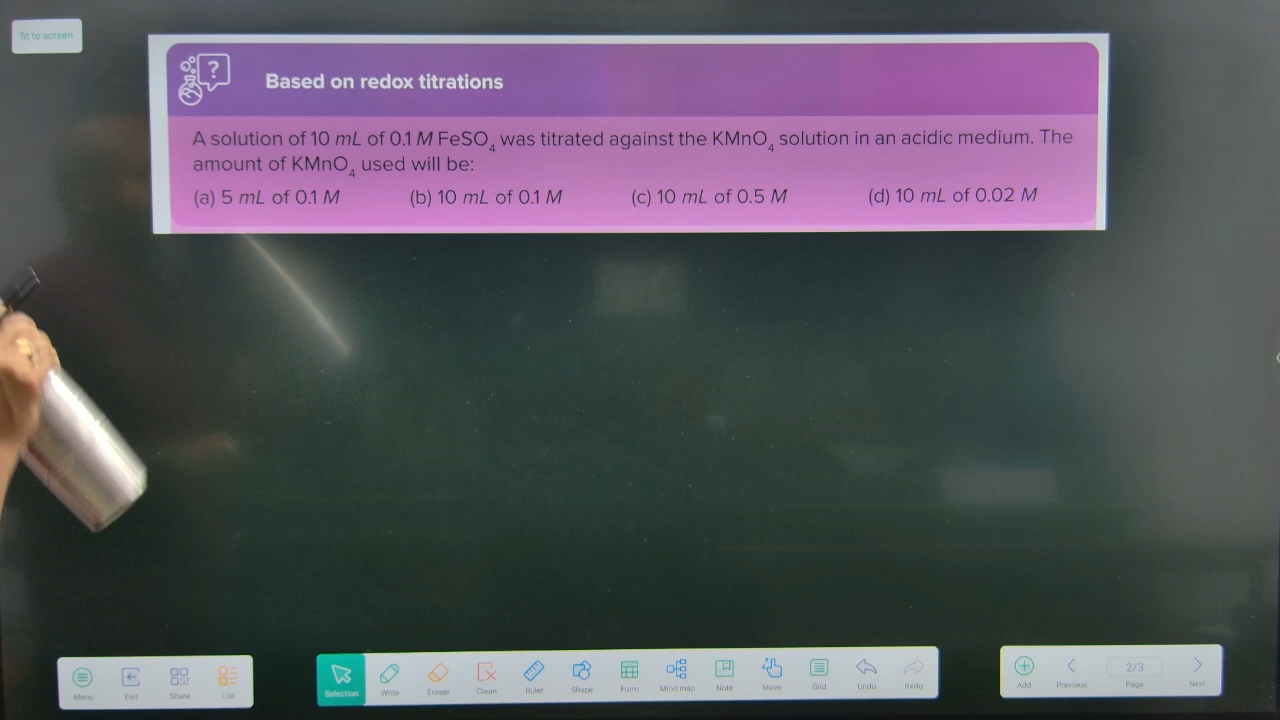 fit to screen
?
Based on redox titrations
A solution of 10 mL of 0.1 M FeSO₄ was titrated against the KMnO₄ solution in an acidic medium. The
amount of KMnO₄ used will be:
(a) 5 mL of 0.1 M (b) 10 mL of 0.1 M (c) 10 mL of 0.5 M (d) 10 mL of 0.02 M
Menu Exit Share List Selection Write Eraser Clean Ruler Shape Form Mind map Note Move Grid Undo Redo Add Previous 2/3 Page Next